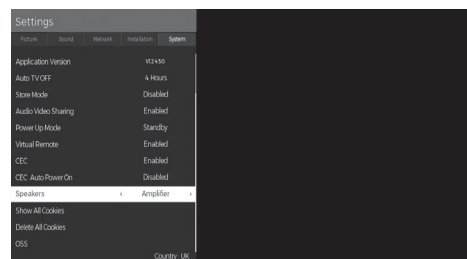 Settings
Picture Sound Network Installation System
Application Version V12450
Auto TV OFF 4 Hours
Store Mode Disabled
Audio Video Sharing Enabled
Power Up Mode Standby
Virtual Remote Enabled
CEC Enabled
CEC Auto Power On Disabled
Speakers ‹ Amplifier ›
Show All Cookies
Delete All Cookies
OSS
Country: UK